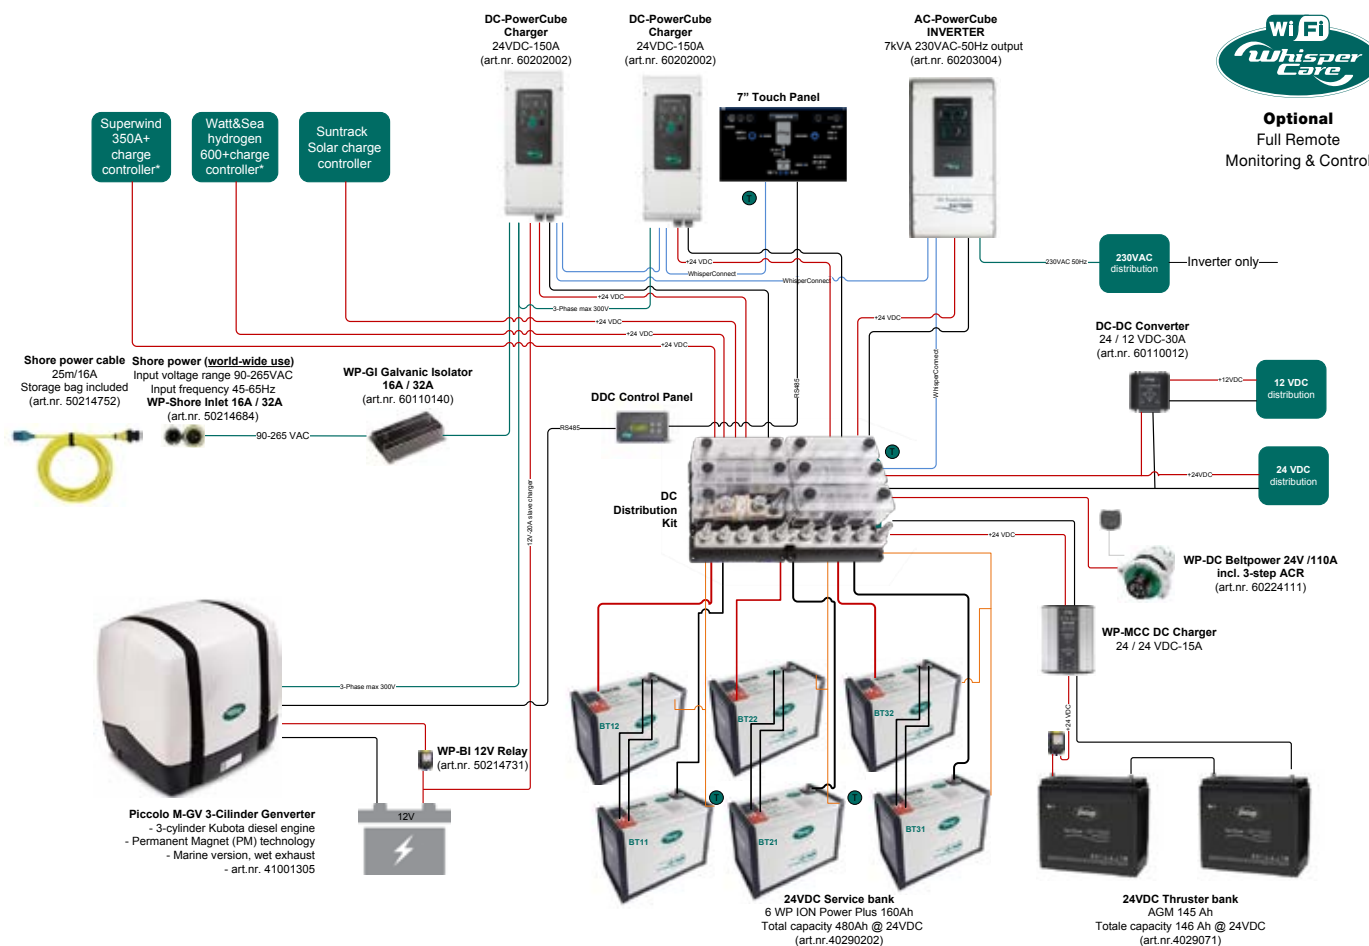 DC-PowerCube
Charger
24VDC-150A
(art.nr. 60202002)
DC-PowerCube
Charger
24VDC-150A
(art.nr. 60202002)
AC-PowerCube
INVERTER
7kVA 230VAC-50Hz output
(art.nr. 60203004)
WiFi
Whisper
Care
Optional
Full Remote
Monitoring & Control
7” Touch Panel
Superwind
350A+
charge
controller*
Watt&Sea
hydrogen
600+charge
controller*
Suntrack
Solar charge
controller
T
+24 VDC
WhisperConnect
WhisperConnect
230VAC 50Hz
230VAC
distribution
Inverter only
+24 VDC
3-Phase max 300V
+24 VDC
+24 VDC
+24 VDC
+24 VDC
WhisperConnect
RS485
DC-DC Converter
24 / 12 VDC-30A
(art.nr. 60110012)
+12VDC
12 VDC
distribution
Shore power cable
25m/16A
Storage bag included
(art.nr. 50214752)
Shore power (world-wide use)
Input voltage range 90-265VAC
Input frequency 45-65Hz
WP-Shore Inlet 16A / 32A
(art.nr. 50214684)
90-265 VAC
WP-GI Galvanic Isolator
16A / 32A
(art.nr. 60110140)
DDC Control Panel
RS485
T
+24VDC
24 VDC
distribution
12V-20A slave charger
DC
Distribution
Kit
+24 VDC
WP-DC Beltpower 24V /110A
incl. 3-step ACR
(art.nr. 60224111)
WP-MCC DC Charger
24 / 24 VDC-15A
3-Phase max 300V
+24 VDC
WP-BI 12V Relay
(art.nr. 50214731)
12V
BT12
BT22
BT32
T
T
BT11
BT21
BT31
Piccolo M-GV 3-Cilinder Genverter
- 3-cylinder Kubota diesel engine
- Permanent Magnet (PM) technology
- Marine version, wet exhaust
- art.nr. 41001305
24VDC Service bank
6 WP ION Power Plus 160Ah
Total capacity 480Ah @ 24VDC
(art.nr.40290202)
24VDC Thruster bank
AGM 145 Ah
Totale capacity 146 Ah @ 24VDC
(art.nr.4029071)